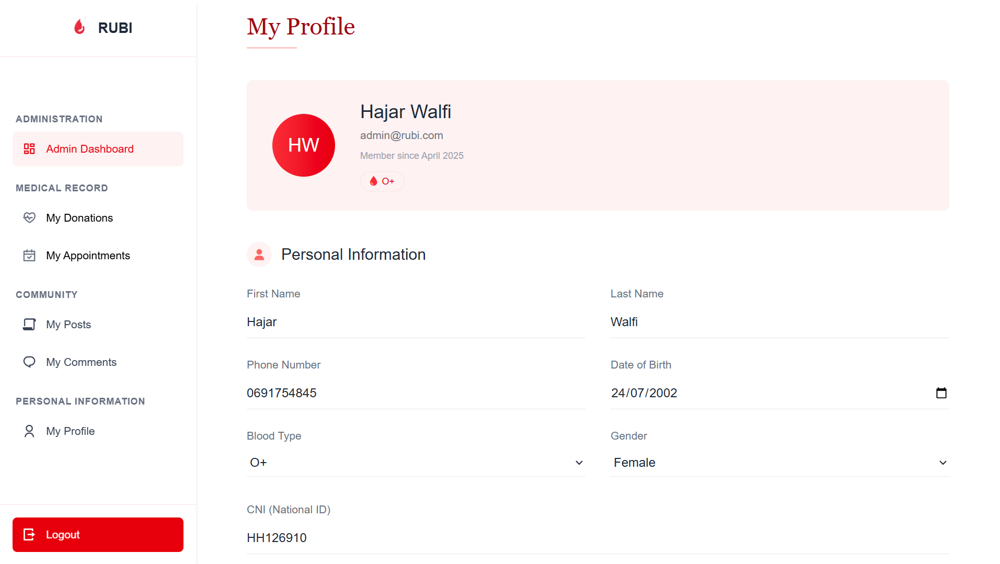 RUBI
ADMINISTRATION
Admin Dashboard
MEDICAL RECORD
My Donations
My Appointments
COMMUNITY
My Posts
My Comments
PERSONAL INFORMATION
My Profile
Logout
My Profile
HW
Hajar Walfi
admin@rubi.com
Member since April 2025
O+
Personal Information
First Name
Hajar
Last Name
Walfi
Phone Number
0691754845
Date of Birth
24/07/2002
Blood Type
O+
Gender
Female
CNI (National ID)
HH126910